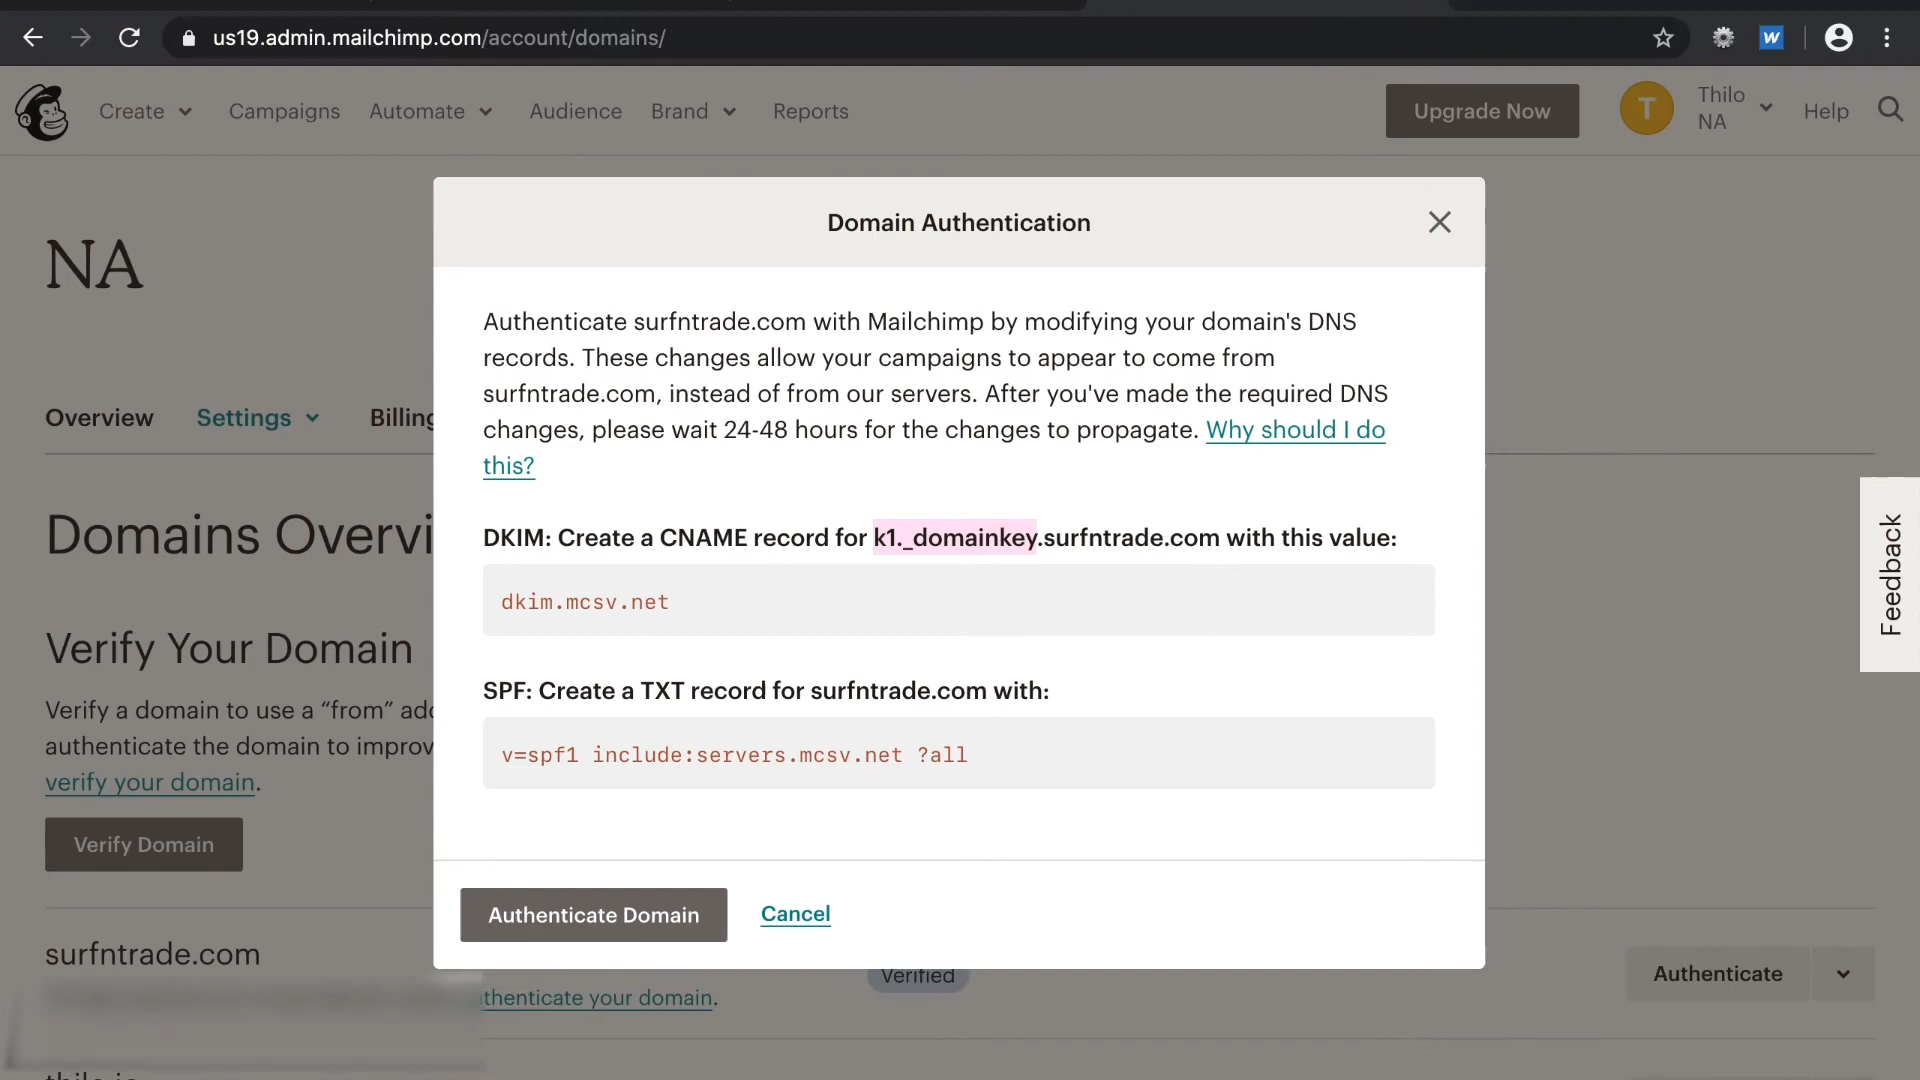 us19.admin.mailchimp.com/account/domains/
W
Create Campaigns Automate Audience Brand Reports Upgrade Now T Thilo NA Help
NA
Domain Authentication
Authenticate surfntrade.com with Mailchimp by modifying your domain's DNS
records. These changes allow your campaigns to appear to come from
surfntrade.com, instead of from our servers. After you've made the required DNS
changes, please wait 24-48 hours for the changes to propagate. Why should I do
this?
Overview Settings Billing
DKIM: Create a CNAME record for k1._domainkey.surfntrade.com with this value:
dkim.mcsv.net
SPF: Create a TXT record for surfntrade.com with:
v=spf1 include:servers.mcsv.net ?all
Authenticate Domain Cancel
Domains Overvi
Verify Your Domain
Verify a domain to use a “from” add
authenticate the domain to improv
verify your domain.
Verify Domain
Feedback
surfntrade.com
Verified
Authenticate
thenticate your domain.